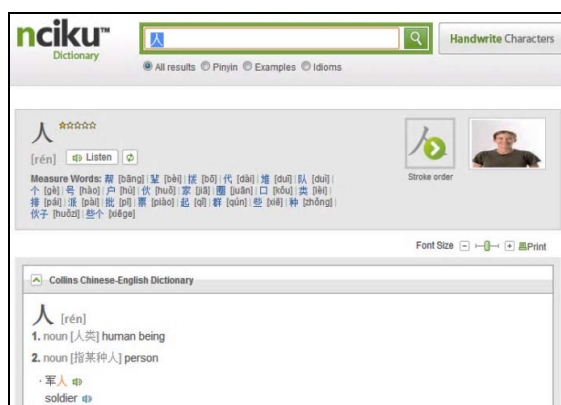 nciku™
Dictionary
人
Handwrite Characters
All results Pinyin Examples Idioms
人
[rén] Listen
Measure Words: 帮 [bāng] | 辈 [bèi] | 拨 [bō] | 代 [dài] | 堆 [duī] | 队 [duì] |
个 [gè] | 号 [hào] | 户 [hù] | 伙 [huǒ] | 家 [jiā] | 圈 [juān] | 口 [kǒu] | 类 [lèi] |
排 [pái] | 派 [pài] | 批 [pī] | 票 [piào] | 起 [qǐ] | 群 [qún] | 些 [xiē] | 种 [zhǒng] |
伙子 [huǒzi] | 些个 [xiēge]
人
Stroke order
Font Size - + Print
Collins Chinese-English Dictionary
人 [rén]
1. noun [人类] human being
2. noun [指某种人] person
· 军人
soldier